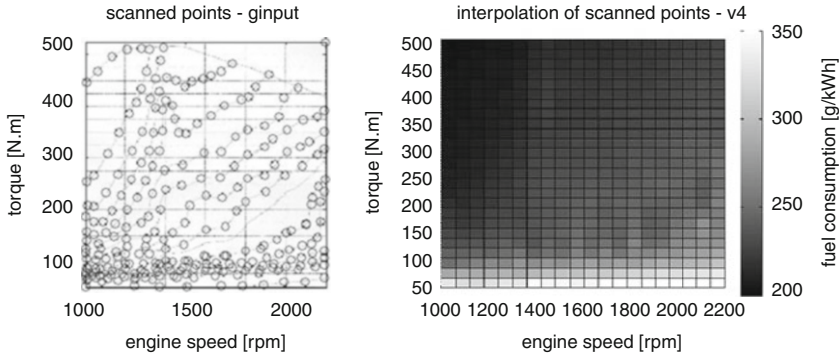 scanned points - ginput
torque [N.m]
500
400
300
200
100
1000
1500
2000
engine speed [rpm]
interpolation of scanned points - v4
torque [N.m]
500
450
400
350
300
250
200
150
100
50
1000 1200 1400 1600 1800 2000 2200
engine speed [rpm]
350
300
250
200
fuel consumption [g/kWh]